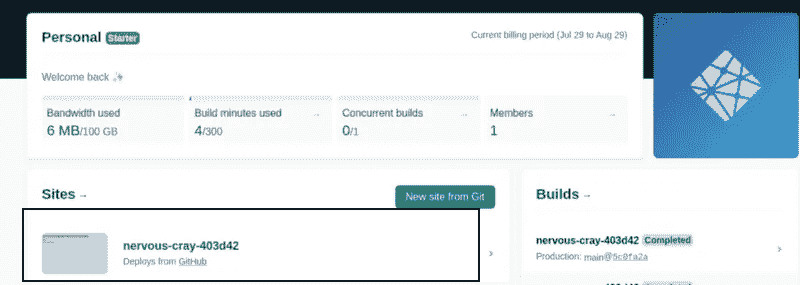 Personal Starter
Current billing period (Jul 29 to Aug 29)
Welcome back ✨
Bandwidth used
6 MB/100 GB
Build minutes used →
4/300
Concurrent builds →
0/1
Members →
1
Sites →
New site from Git
nervous-cray-403d42
Deploys from GitHub
Builds →
nervous-cray-403d42 Completed
Production: main@5c0fa2a